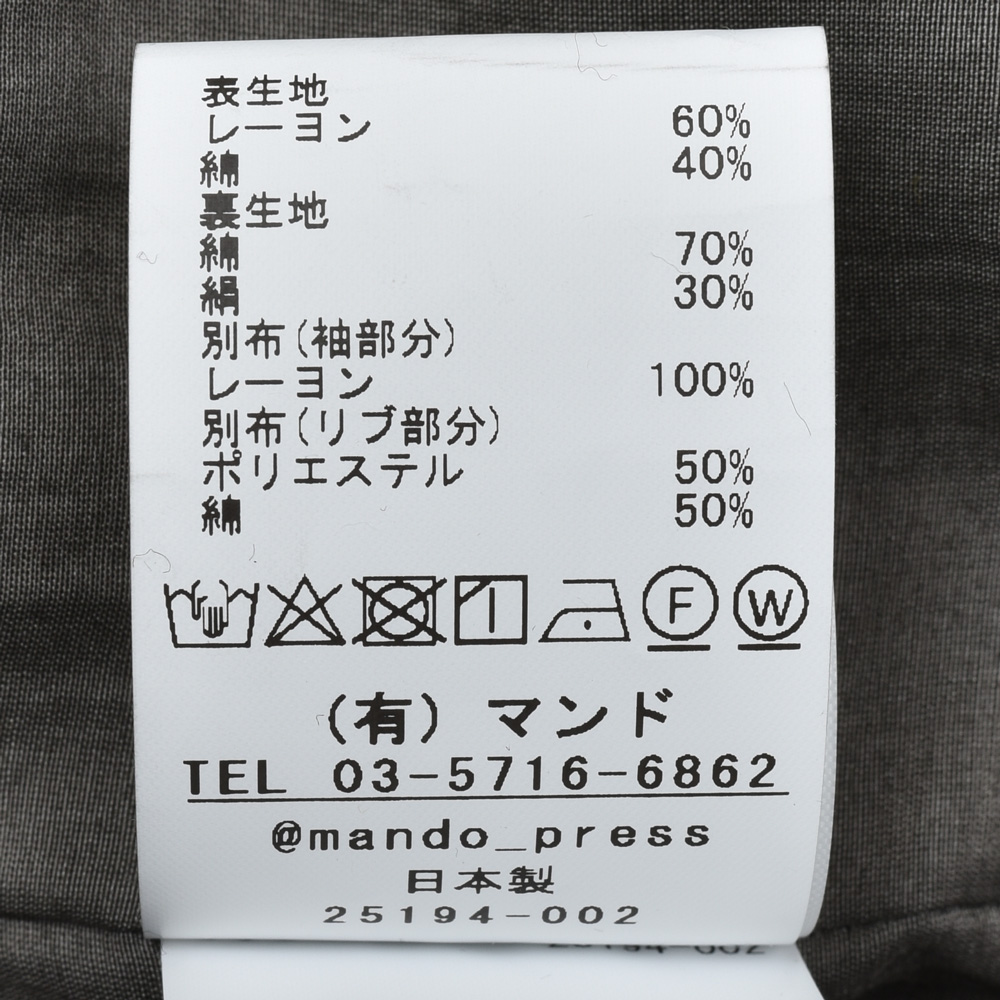 表生地
レーヨン 60%
綿 40%
裏生地
綿 70%
絹 30%
別布(袖部分)
レーヨン 100%
別布(リブ部分)
ポリエステル 50%
綿 50%
F W
(有) マンド
TEL 03-5716-6862
@mando_press
日本製
25194-002
25194-002